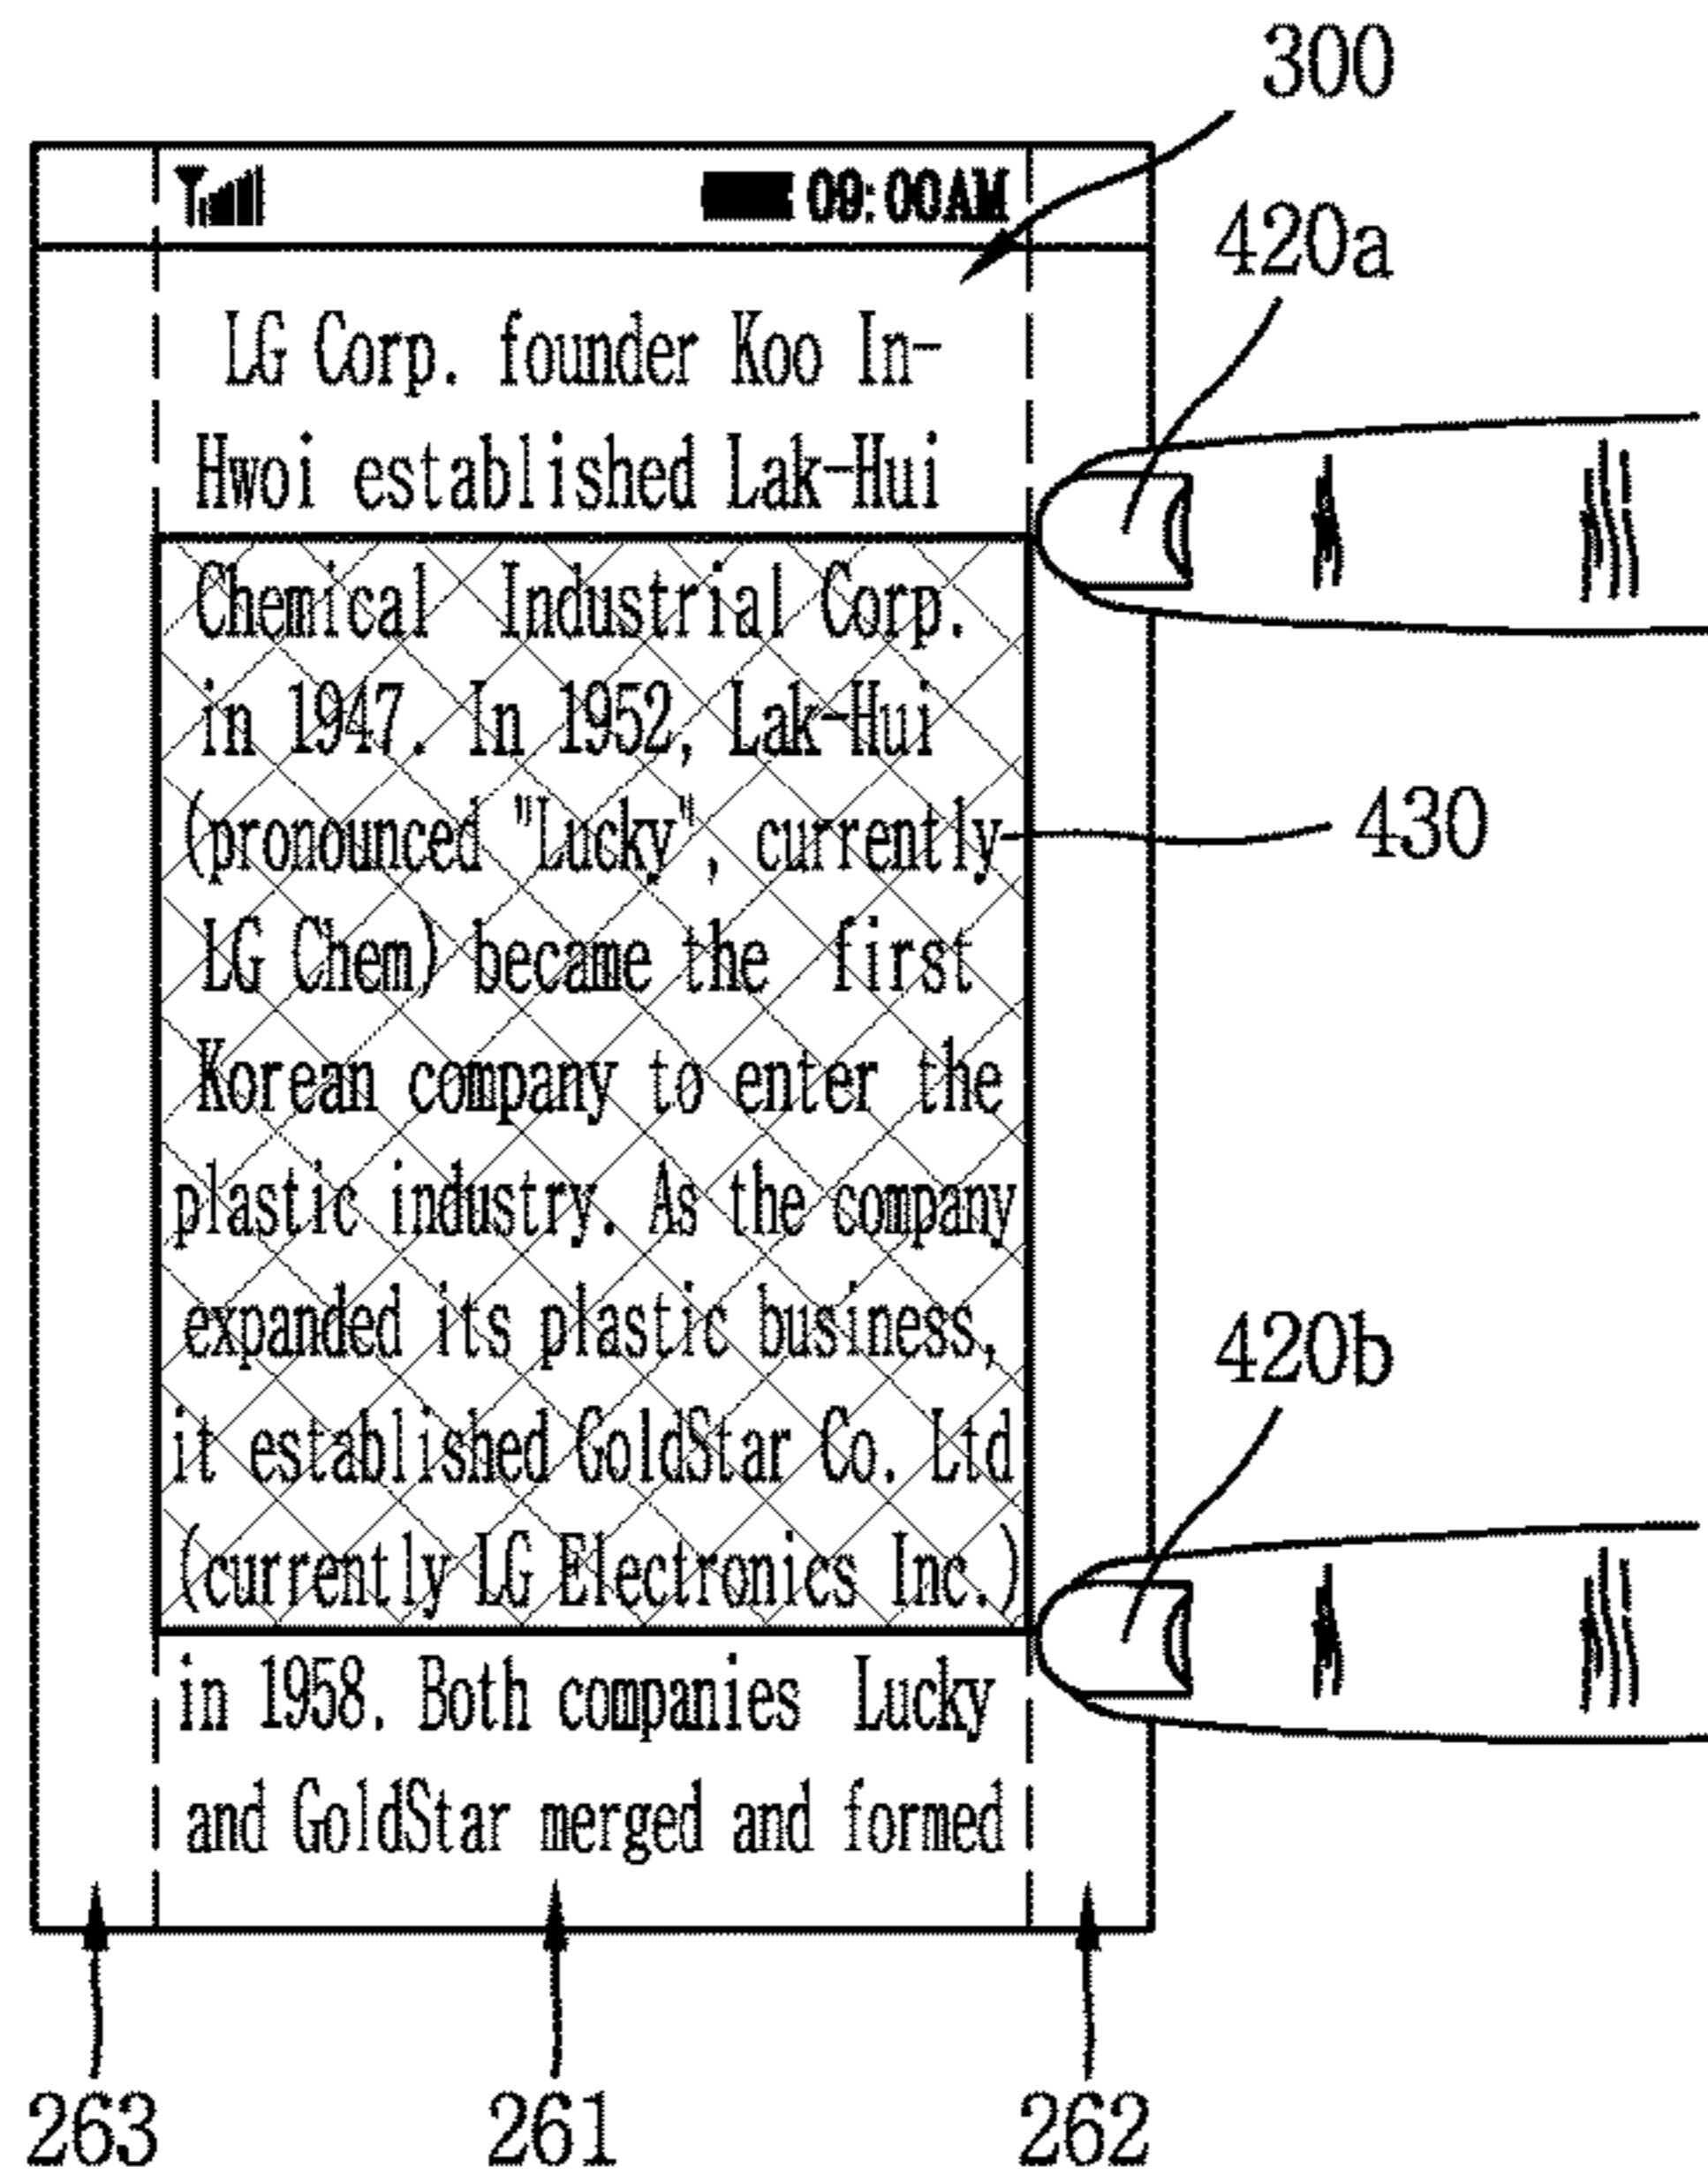 300
09:00AM
420a
LG Corp. founder Koo In-
Hwoi established Lak-Hui
Chemical Industrial Corp.
in 1947. In 1952, Lak-Hui
(pronounced "Lucky", currently
430
LG Chem) became the first
Korean company to enter the
plastic industry. As the company
expanded its plastic business,
420b
it established GoldStar Co. Ltd
(currently LG Electronics Inc.)
in 1958. Both companies Lucky
and GoldStar merged and formed
263 261 262